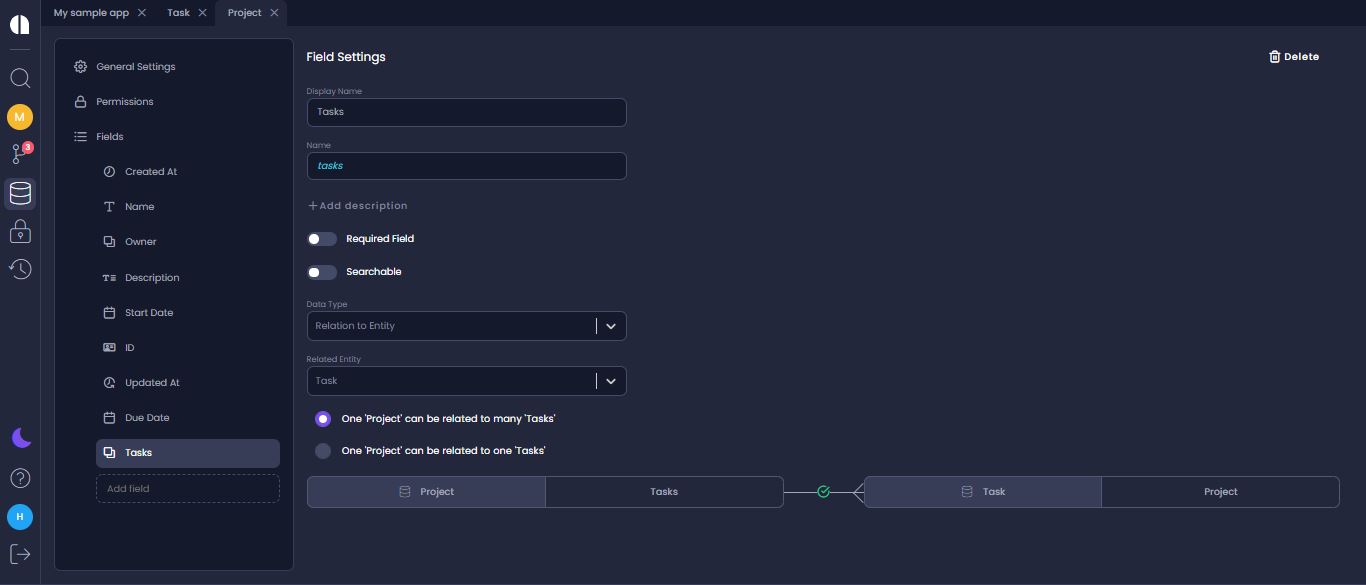 My sample app
Task
Project
M
3
H
General Settings
Permissions
Fields
Created At
Name
Owner
Description
Start Date
ID
Updated At
Due Date
Tasks
Add field
Field Settings
Delete
Display Name
Tasks
Name
tasks
+Add description
Required Field
Searchable
Data Type
Relation to Entity
Related Entity
Task
One 'Project' can be related to many 'Tasks'
One 'Project' can be related to one 'Tasks'
Project Tasks Task Project